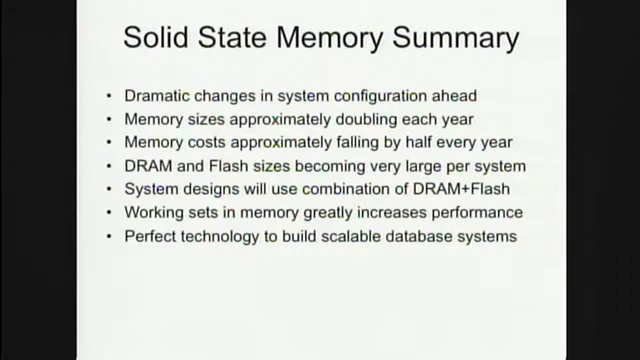 Solid State Memory Summary
• Dramatic changes in system configuration ahead
• Memory sizes approximately doubling each year
• Memory costs approximately falling by half every year
• DRAM and Flash sizes becoming very large per system
• System designs will use combination of DRAM+Flash
• Working sets in memory greatly increases performance
• Perfect technology to build scalable database systems